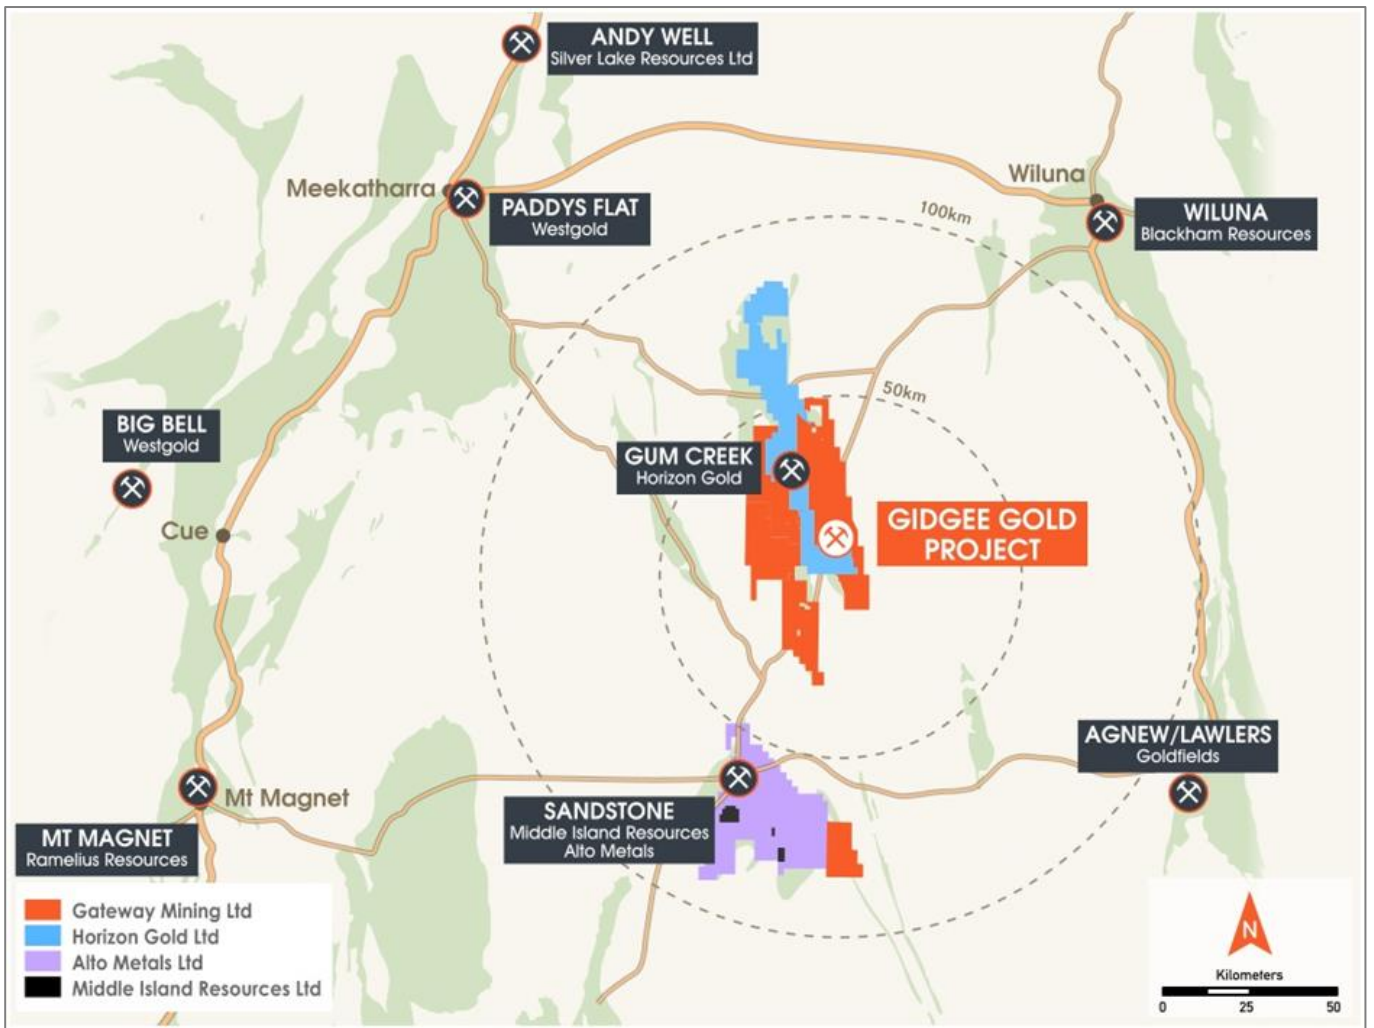 ANDY WELL
Silver Lake Resources Ltd
Meekatharra
PADDYS FLAT
Westgold
Wiluna
WILUNA
Blackham Resources
100km
50km
BIG BELL
Westgold
Cue
GUM CREEK
Horizon Gold
GIDGEE GOLD
PROJECT
AGNEW/LAWLERS
Goldfields
Mt Magnet
MT MAGNET
Ramelius Resources
SANDSTONE
Middle Island Resources
Alto Metals
Gateway Mining Ltd
Horizon Gold Ltd
Alto Metals Ltd
Middle Island Resources Ltd
N
Kilometers
0 25 50